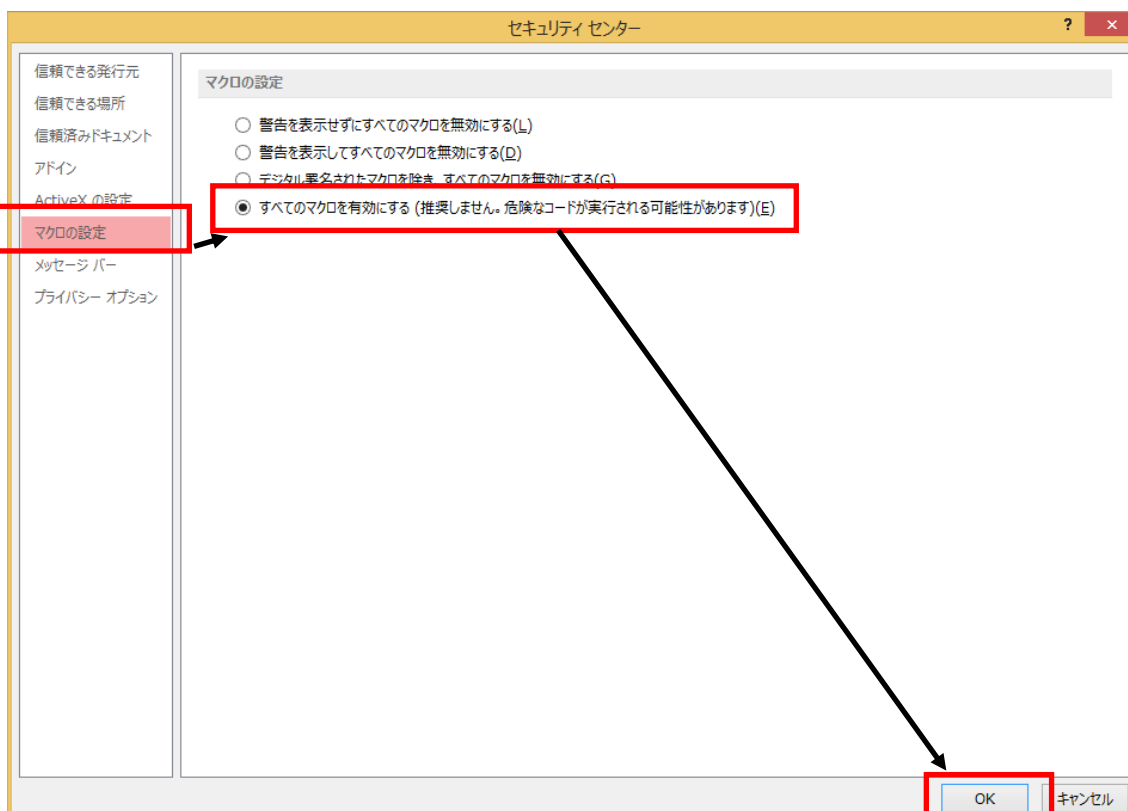 セキュリティ センター
?
×
信頼できる発行元
信頼できる場所
信頼済みドキュメント
アドイン
ActiveX の設定
マクロの設定
メッセージ バー
プライバシー オプション
マクロの設定
警告を表示せずにすべてのマクロを無効にする(L)
警告を表示してすべてのマクロを無効にする(D)
デジタル署名されたマクロを除き、すべてのマクロを無効にする(G)
すべてのマクロを有効にする (推奨しません。危険なコードが実行される可能性があります)(E)
OK
キャンセル